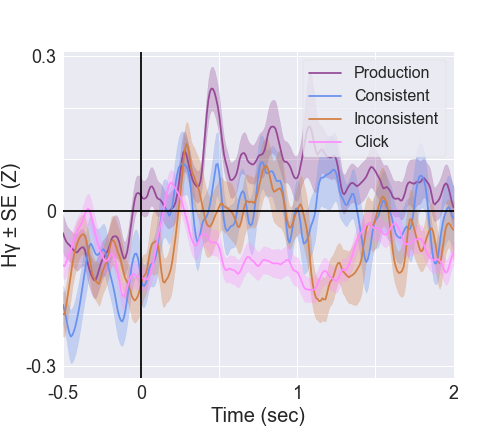 Production
Consistent
Inconsistent
Click
Hγ ± SE (Z)
0.3
0
-0.3
-0.5 0 1 2
Time (sec)